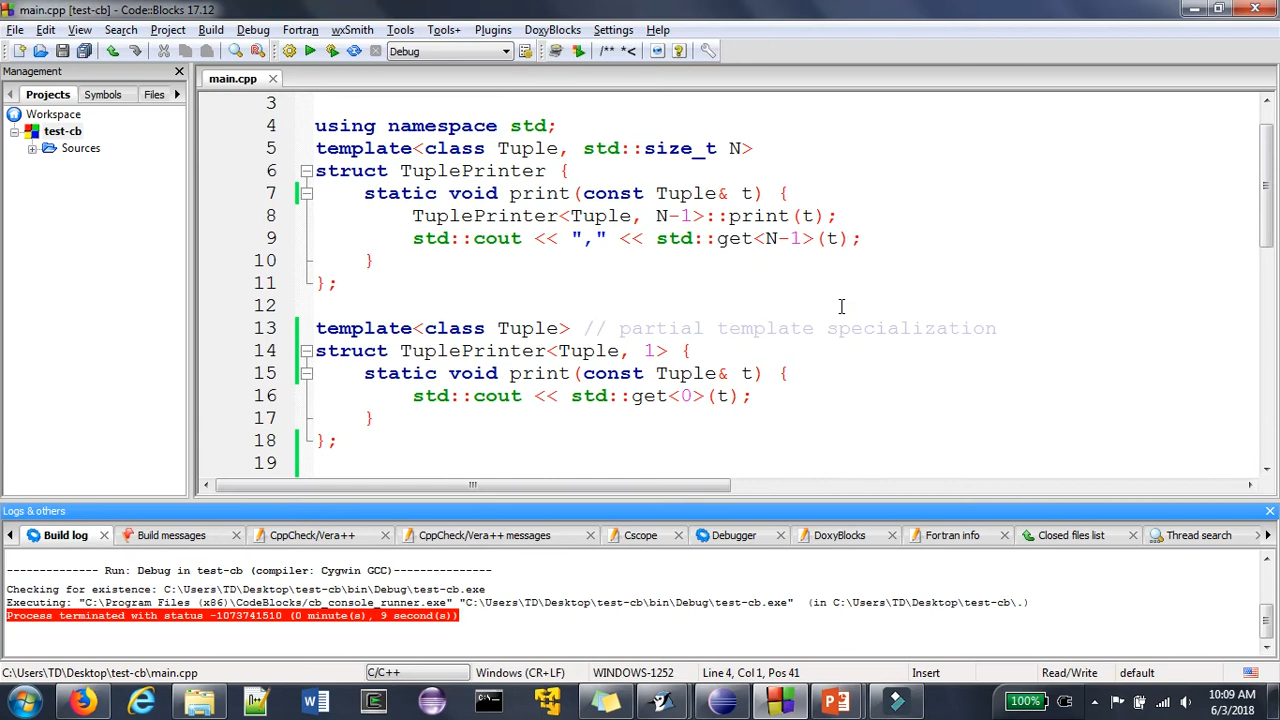 main.cpp [test-cb] - Code::Blocks 17.12
File Edit View Search Project Build Debug Fortran wxSmith Tools Tools+ Plugins DoxyBlocks Settings Help
Debug /** *<
Management
main.cpp
Projects Symbols Files
Workspace
test-cb
Sources
3
4 using namespace std;
5 template<class Tuple, std::size_t N>
6 struct TuplePrinter {
7 static void print(const Tuple& t) {
8 TuplePrinter<Tuple, N-1>::print(t);
9 std::cout << "," << std::get<N-1>(t);
10 }
11 };
12
13 template<class Tuple> // partial template specialization
14 struct TuplePrinter<Tuple, 1> {
15 static void print(const Tuple& t) {
16 std::cout << std::get<0>(t);
17 }
18 };
19
Logs & others
Build log Build messages CppCheck/Vera++ CppCheck/Vera++ messages Cscope Debugger DoxyBlocks Fortran info Closed files list Thread search
-------------- Run: Debug in test-cb (compiler: Cygwin GCC)---------------
Checking for existence: C:\Users\TD\Desktop\test-cb\bin\Debug\test-cb.exe
Executing: "C:\Program Files (x86)\CodeBlocks/cb_console_runner.exe" "C:\Users\TD\Desktop\test-cb\bin\Debug\test-cb.exe" (in C:\Users\TD\Desktop\test-cb\.)
Process terminated with status -1073741510 (0 minute(s), 9 second(s))
C:\Users\TD\Desktop\test-cb\main.cpp C/C++ Windows (CR+LF) WINDOWS-1252 Line 4, Col 1, Pos 41 Insert Read/Write default
100% 10:09 AM
6/3/2018